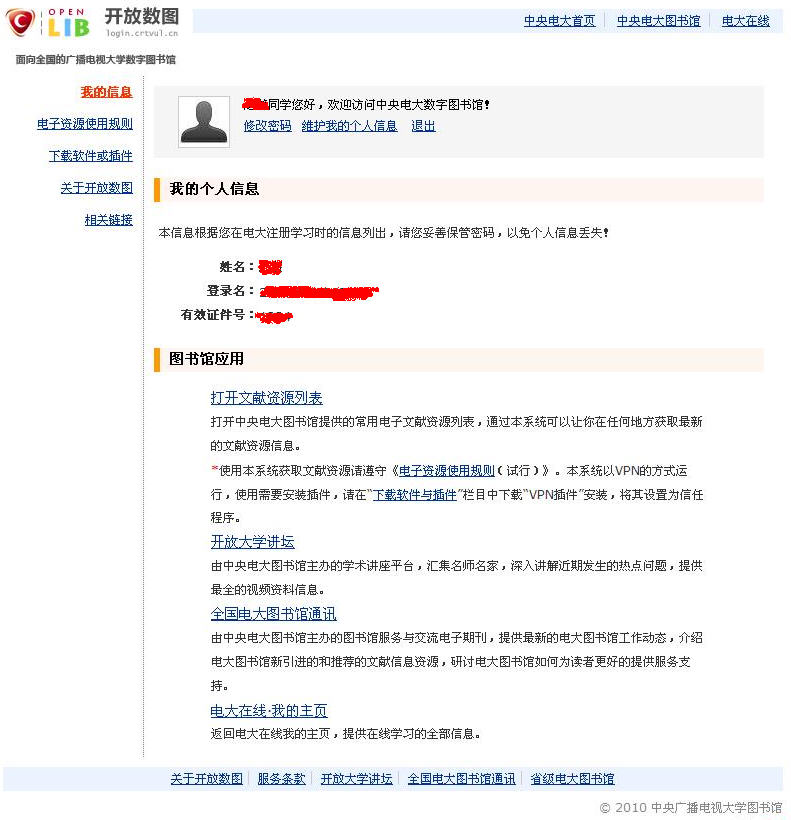 OPEN
LIB
开放数图
login.crtvul.cn
中央电大首页 中央电大图书馆 电大在线
面向全国的广播电视大学数字图书馆
我的信息
电子资源使用规则
下载软件或插件
关于开放数图
相关链接
同学您好，欢迎访问中央电大数字图书馆！
修改密码 维护我的个人信息 退出
我的个人信息
本信息根据您在电大注册学习时的信息列出，请您妥善保管密码，以免个人信息丢失！
姓名：
登录名：
有效证件号：
图书馆应用
打开文献资源列表
打开中央电大图书馆提供的常用电子文献资源列表，通过本系统可以让你在任何地方获取最新
的文献资源信息。
*使用本系统获取文献资源请遵守《电子资源使用规则（试行）》。本系统以VPN的方式运
行，使用需要安装插件，请在“下载软件与插件”栏目中下载“VPN插件”安装，将其设置为信任
程序。
开放大学讲坛
由中央电大图书馆主办的学术讲座平台，汇集名师名家，深入讲解近期发生的热点问题，提供
最全的视频资料信息。
全国电大图书馆通讯
由中央电大图书馆主办的图书馆服务与交流电子期刊，提供最新的电大图书馆工作动态，介绍
电大图书馆新引进的和推荐的文献信息资源，研讨电大图书馆如何为读者更好的提供服务支
持。
电大在线·我的主页
返回电大在线我的主页，提供在线学习的全部信息。
关于开放数图 服务条款 开放大学讲坛 全国电大图书馆通讯 省级电大图书馆
© 2010 中央广播电视大学图书馆